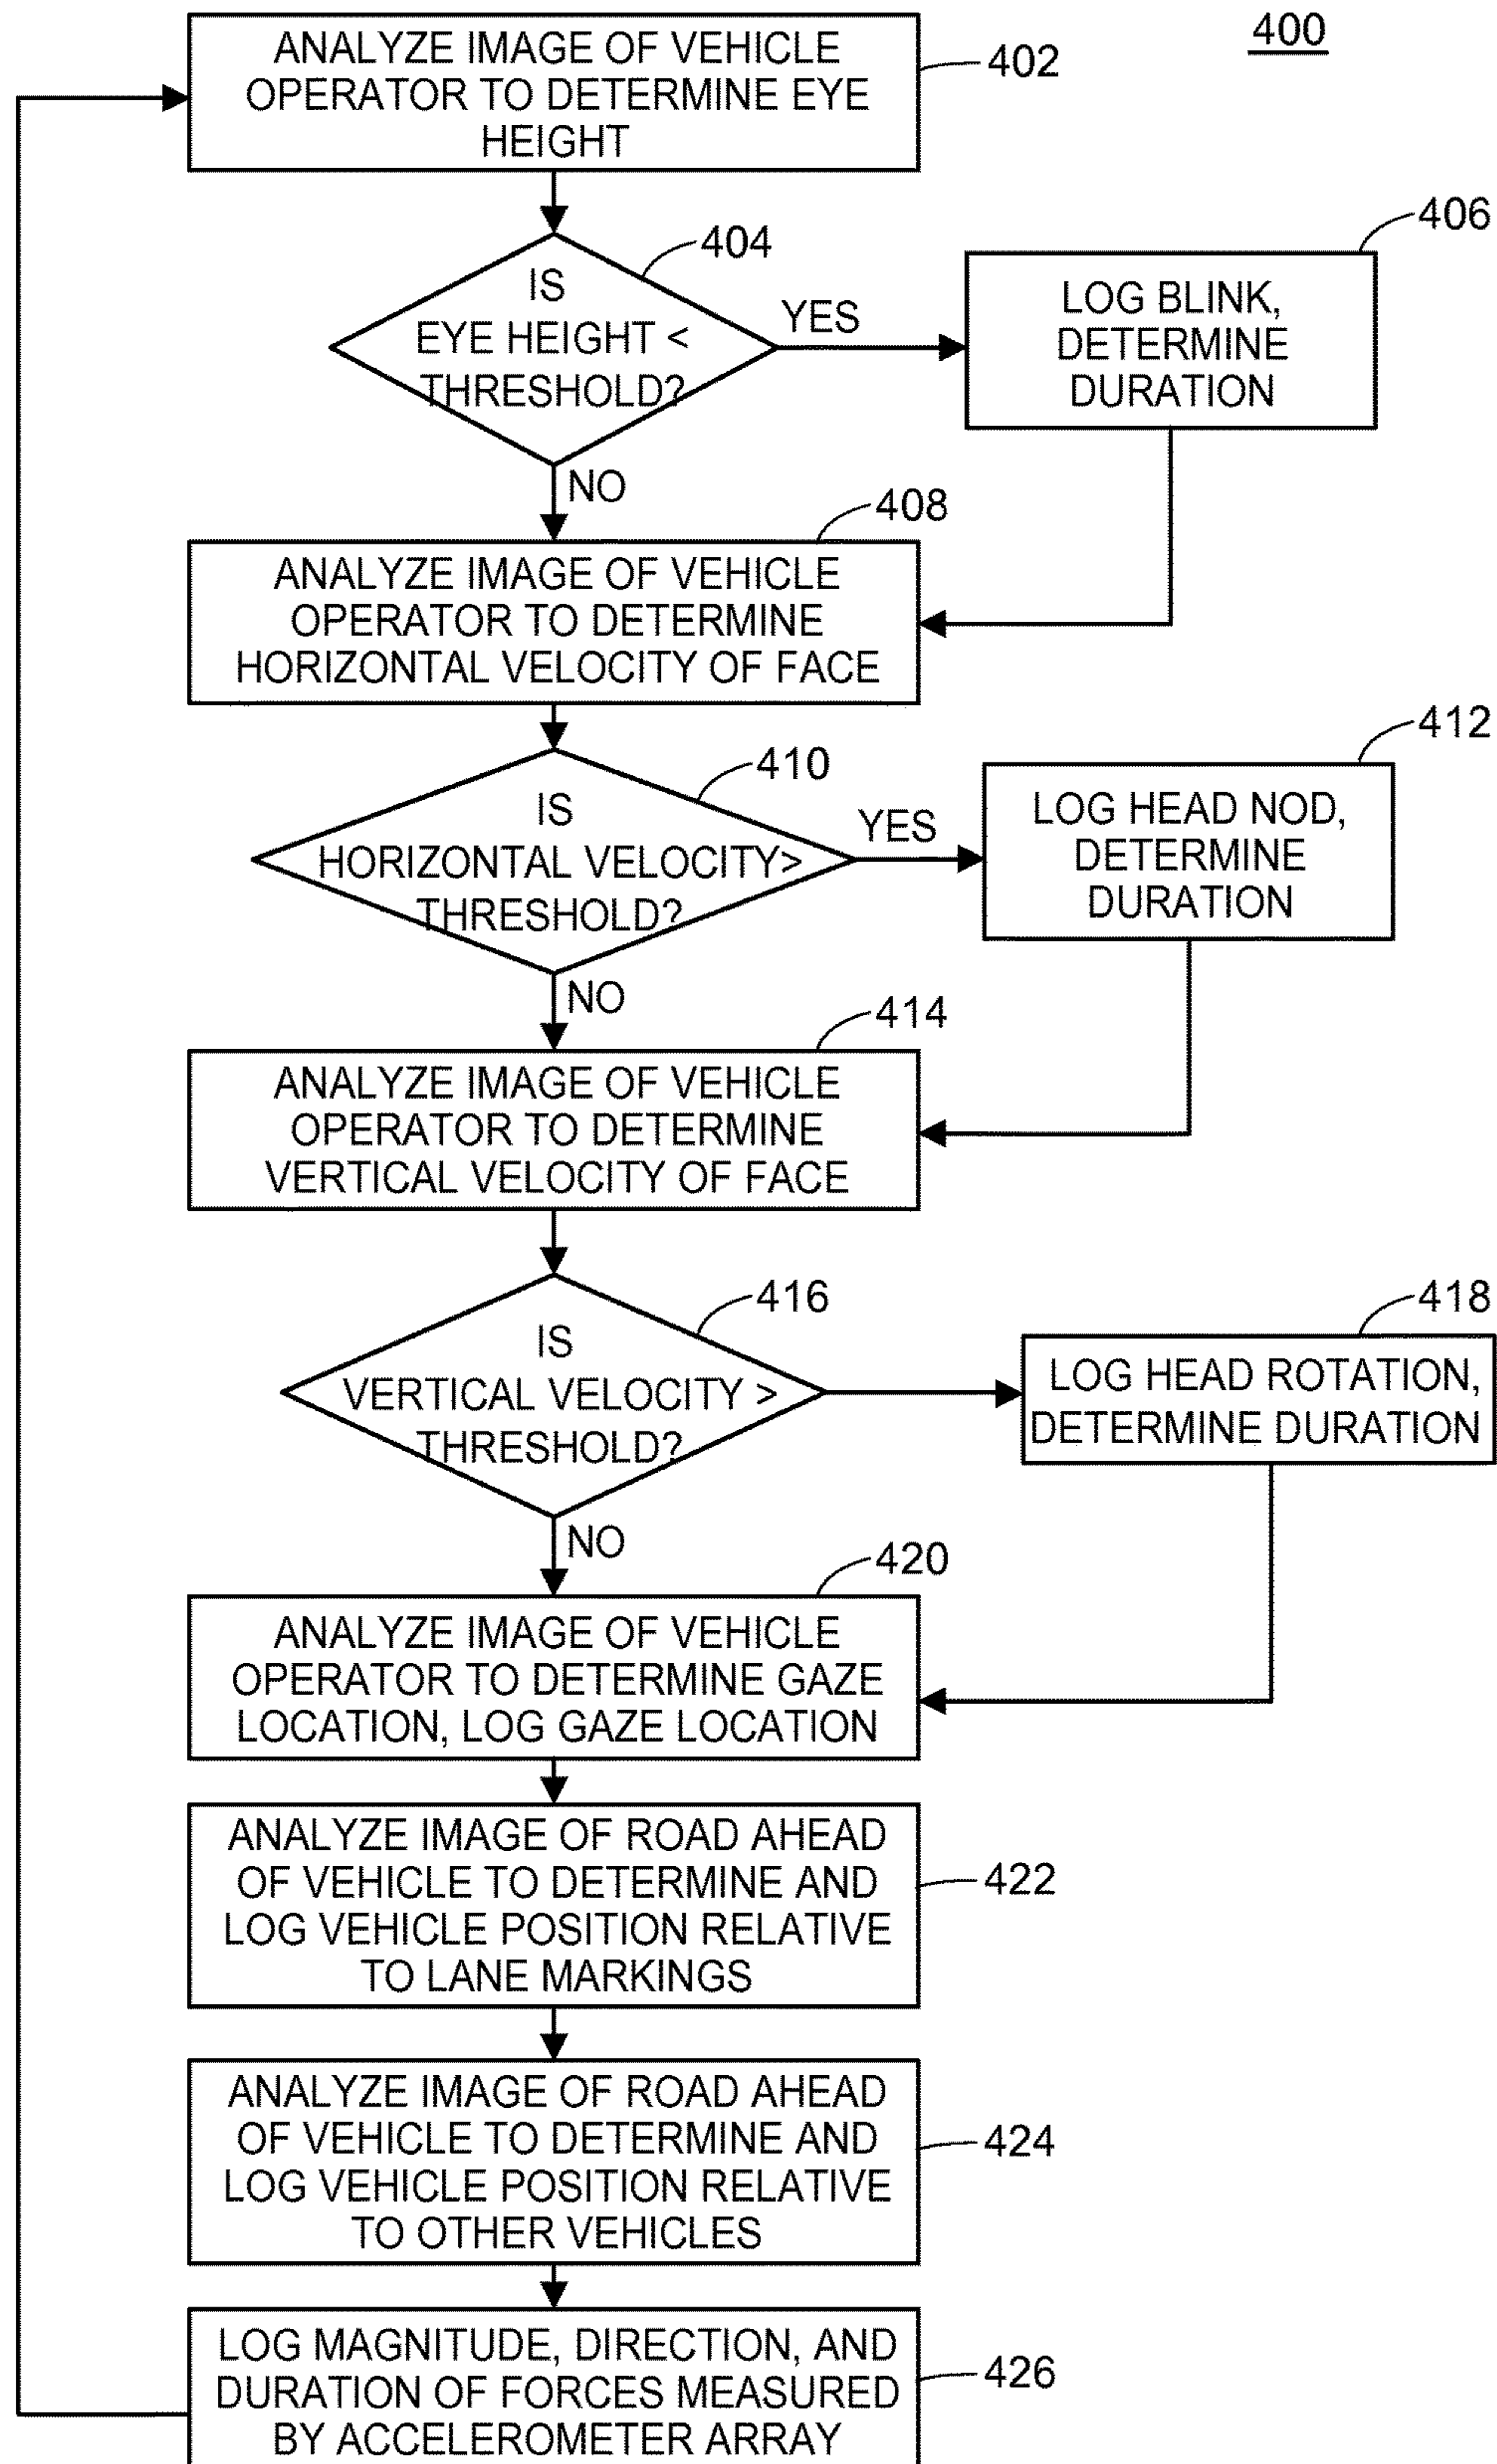 400
ANALYZE IMAGE OF VEHICLE
OPERATOR TO DETERMINE EYE
HEIGHT
402
404
IS
EYE HEIGHT <
THRESHOLD?
YES
406
LOG BLINK,
DETERMINE
DURATION
NO
408
ANALYZE IMAGE OF VEHICLE
OPERATOR TO DETERMINE
HORIZONTAL VELOCITY OF FACE
410
IS
HORIZONTAL VELOCITY>
THRESHOLD?
YES
412
LOG HEAD NOD,
DETERMINE
DURATION
NO
414
ANALYZE IMAGE OF VEHICLE
OPERATOR TO DETERMINE
VERTICAL VELOCITY OF FACE
416
IS
VERTICAL VELOCITY >
THRESHOLD?
418
LOG HEAD ROTATION,
DETERMINE DURATION
NO
420
ANALYZE IMAGE OF VEHICLE
OPERATOR TO DETERMINE GAZE
LOCATION, LOG GAZE LOCATION
ANALYZE IMAGE OF ROAD AHEAD
OF VEHICLE TO DETERMINE AND
LOG VEHICLE POSITION RELATIVE
TO LANE MARKINGS
422
ANALYZE IMAGE OF ROAD AHEAD
OF VEHICLE TO DETERMINE AND
LOG VEHICLE POSITION RELATIVE
TO OTHER VEHICLES
424
LOG MAGNITUDE, DIRECTION, AND
DURATION OF FORCES MEASURED
BY ACCELEROMETER ARRAY
426